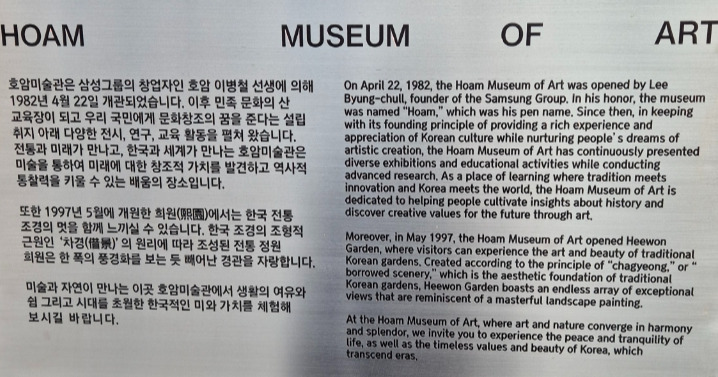 HOAM MUSEUM OF ART
호암미술관은 삼성그룹의 창업자인 호암 이병철 선생에 의해
1982년 4월 22일 개관되었습니다. 이후 민족 문화의 산
교육장이 되고 우리 국민에게 문화창조의 꿈을 준다는 설립
취지 아래 다양한 전시, 연구, 교육 활동을 펼쳐 왔습니다.
전통과 미래가 만나고, 한국과 세계가 만나는 호암미술관은
미술을 통하여 미래에 대한 창조적 가치를 발견하고 역사적
통찰력을 키울 수 있는 배움의 장소입니다.
또한 1997년 5월에 개원한 희원(熙園)에서는 한국 전통
조경의 멋을 함께 느끼실 수 있습니다. 한국 조경의 조형적
근원인 ‘차경(借景)’의 원리에 따라 조성된 전통 정원
희원은 한 폭의 풍경화를 보는 듯 빼어난 경관을 자랑합니다.
미술과 자연이 만나는 이곳 호암미술관에서 생활의 여유와
쉼 그리고 시대를 초월한 한국적인 미와 가치를 체험해
보시길 바랍니다.
On April 22, 1982, the Hoam Museum of Art was opened by Lee
Byung-chull, founder of the Samsung Group. In his honor, the museum
was named "Hoam," which was his pen name. Since then, in keeping
with its founding principle of providing a rich experience and
appreciation of Korean culture while nurturing people's dreams of
artistic creation, the Hoam Museum of Art has continuously presented
diverse exhibitions and educational activities while conducting
advanced research. As a place of learning where tradition meets
innovation and Korea meets the world, the Hoam Museum of Art is
dedicated to helping people cultivate insights about history and
discover creative values for the future through art.
Moreover, in May 1997, the Hoam Museum of Art opened Heewon
Garden, where visitors can experience the art and beauty of traditional
Korean gardens. Created according to the principle of "chagyeong," or "
borrowed scenery," which is the aesthetic foundation of traditional
Korean gardens, Heewon Garden boasts an endless array of exceptional
views that are reminiscent of a masterful landscape painting.
At the Hoam Museum of Art, where art and nature converge in harmony
and splendor, we invite you to experience the peace and tranquility of
life, as well as the timeless values and beauty of Korea, which
transcend eras.